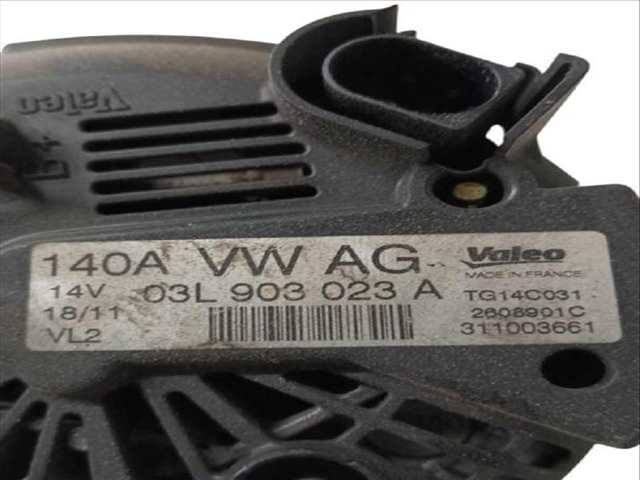 Valeo
B+
140A VW AG Valeo
MADE IN FRANCE
14V 03L 903 023 A TG14C031
18/11 2608901C
VL2 311003661